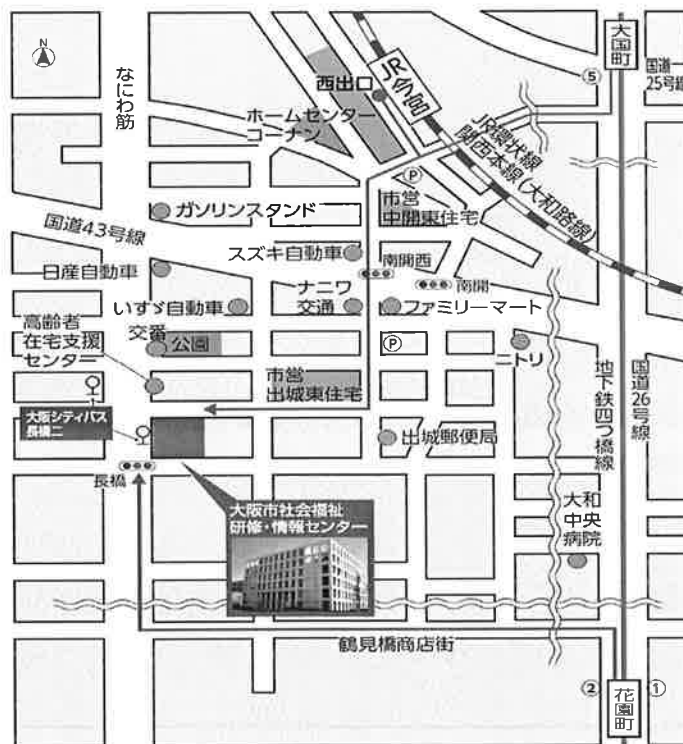 N
なにわ筋
西出口
JR今宮
大国町
⑤
国道一
25号線
ホームセンター
コーナン
JR環状線
関西本線(大和路線)
P
市営
中開東住宅
ガソリンスタンド
国道43号線
スズキ自動車
南開西
南開
日産自動車
いすゞ自動車
ナニワ
交通
ファミリーマート
高齢者
在宅支援
センター
交番
公園
P
ニトリ
市営
出城東住宅
地下鉄四つ橋線
国道26号線
大阪シティバス
長橋二
出城郵便局
長橋
大阪市社会福祉
研修・情報センター
大和
中央
病院
鶴見橋商店街
②
花園町
①